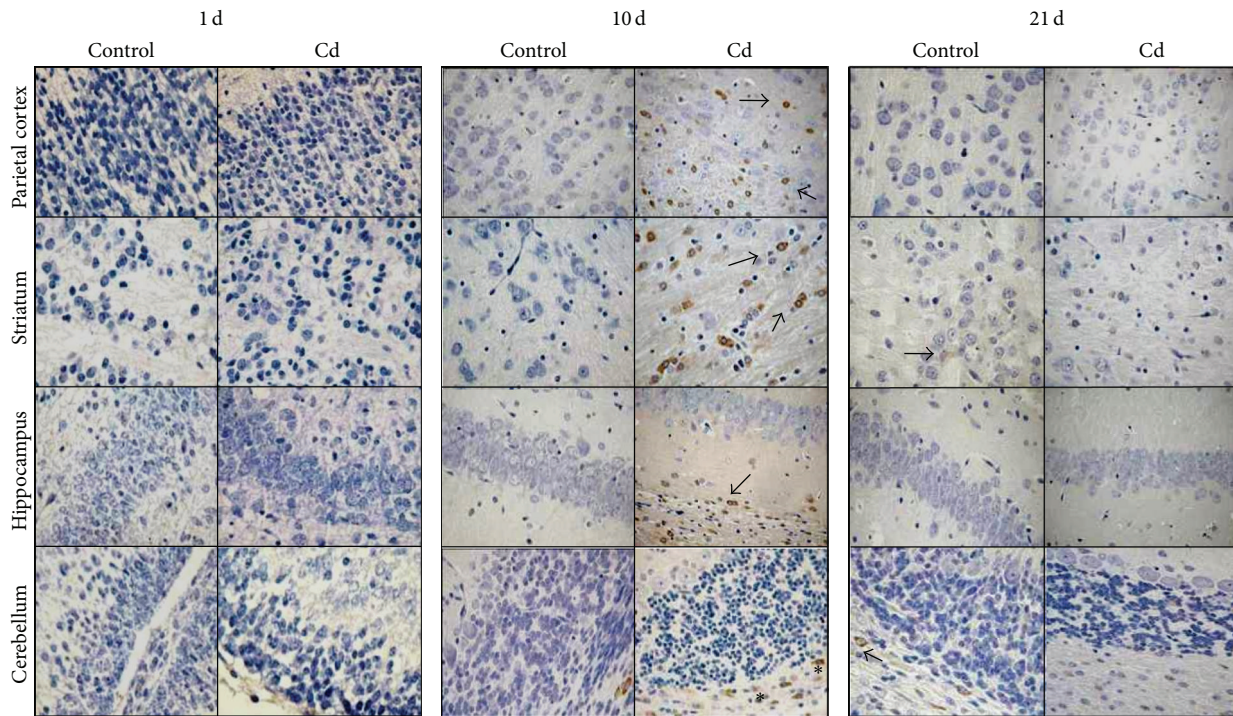 1 d 10 d 21 d
Control Cd Control Cd Control Cd
Parietal cortex
Striatum
Hippocampus
Cerebellum
* *